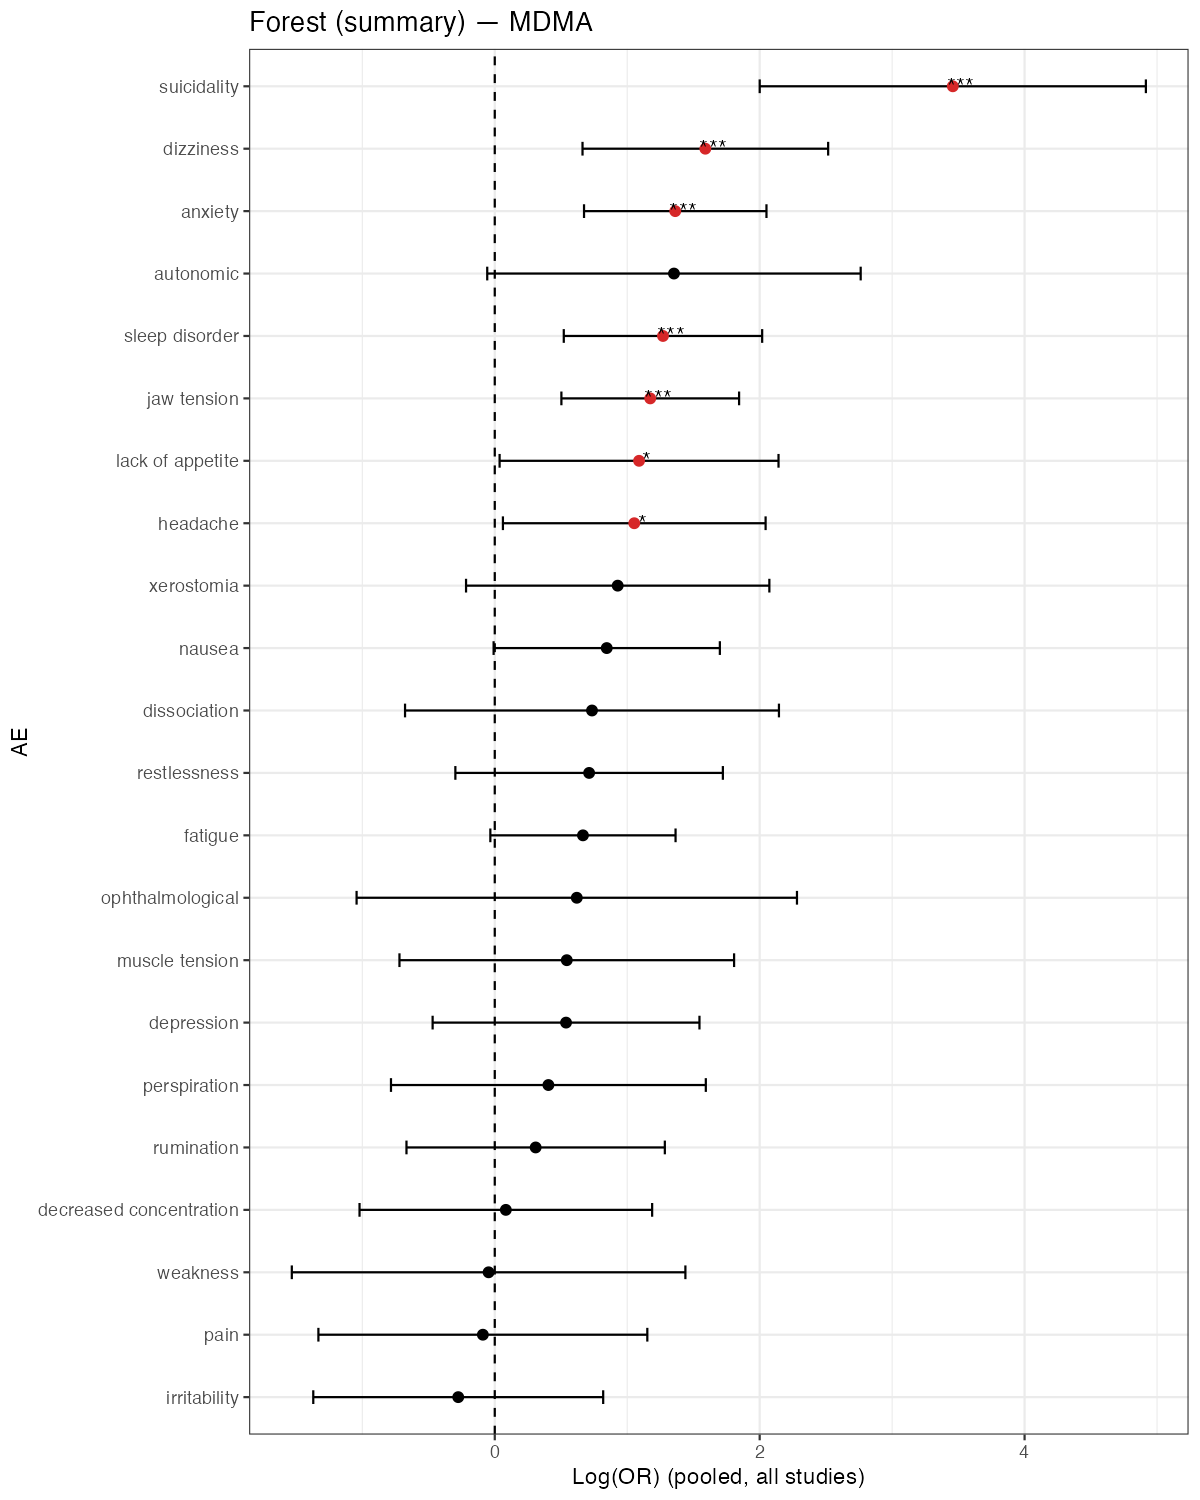 Forest (summary) — MDMA
suicidality
***
dizziness
***
anxiety
***
autonomic
sleep disorder
***
jaw tension
***
lack of appetite
*
headache
*
xerostomia
nausea
dissociation
restlessness
fatigue
ophthalmological
muscle tension
depression
perspiration
rumination
decreased concentration
weakness
pain
irritability
AE
0 2 4
Log(OR) (pooled, all studies)